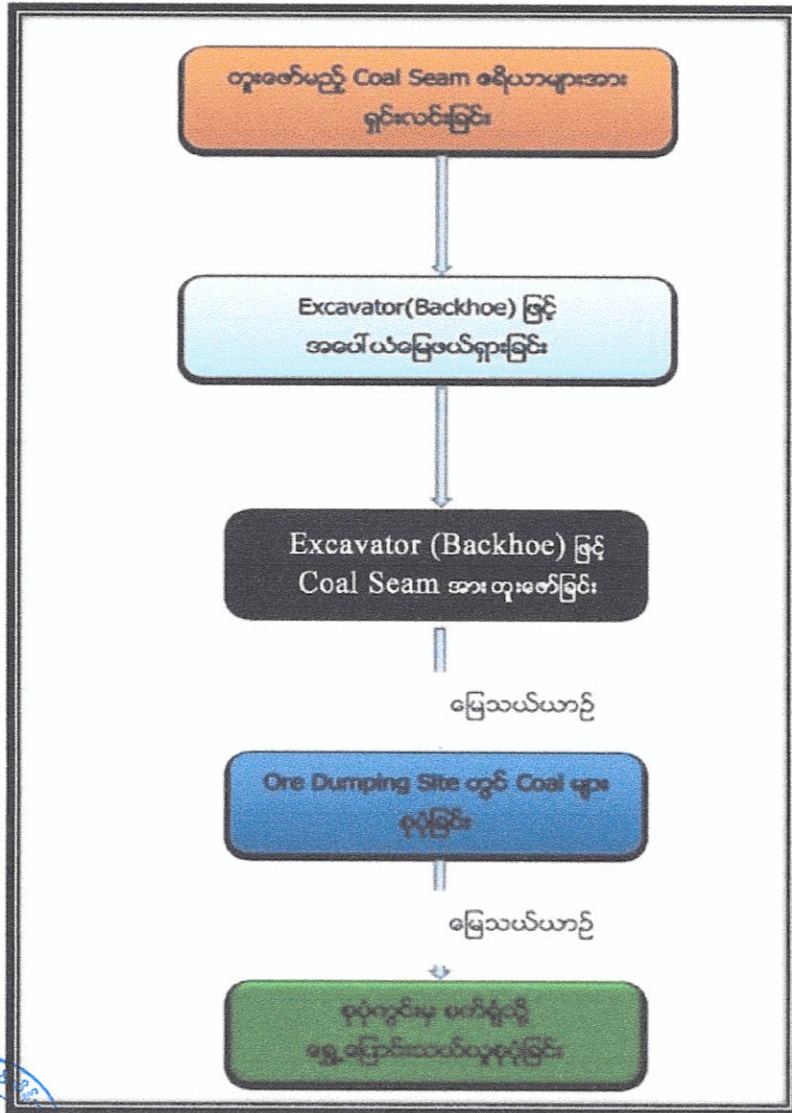 တူးဖော်မည့် Coal Seam ဧရိယာများအား
ရှင်းလင်းခြင်း
Excavator(Backhoe) ဖြင့်
အပေါ်ယံမြေဖယ်ရှားခြင်း
Excavator (Backhoe) ဖြင့်
Coal Seam အား တူးဖော်ခြင်း
မြေသယ်ယာဉ်
Ore Dumping Site တွင် Coal များ
စုပုံခြင်း
မြေသယ်ယာဉ်
စုပုံကွင်းမှ စက်ရုံသို့
ရွှေ့ပြောင်းသယ်ယူစုပုံခြင်း